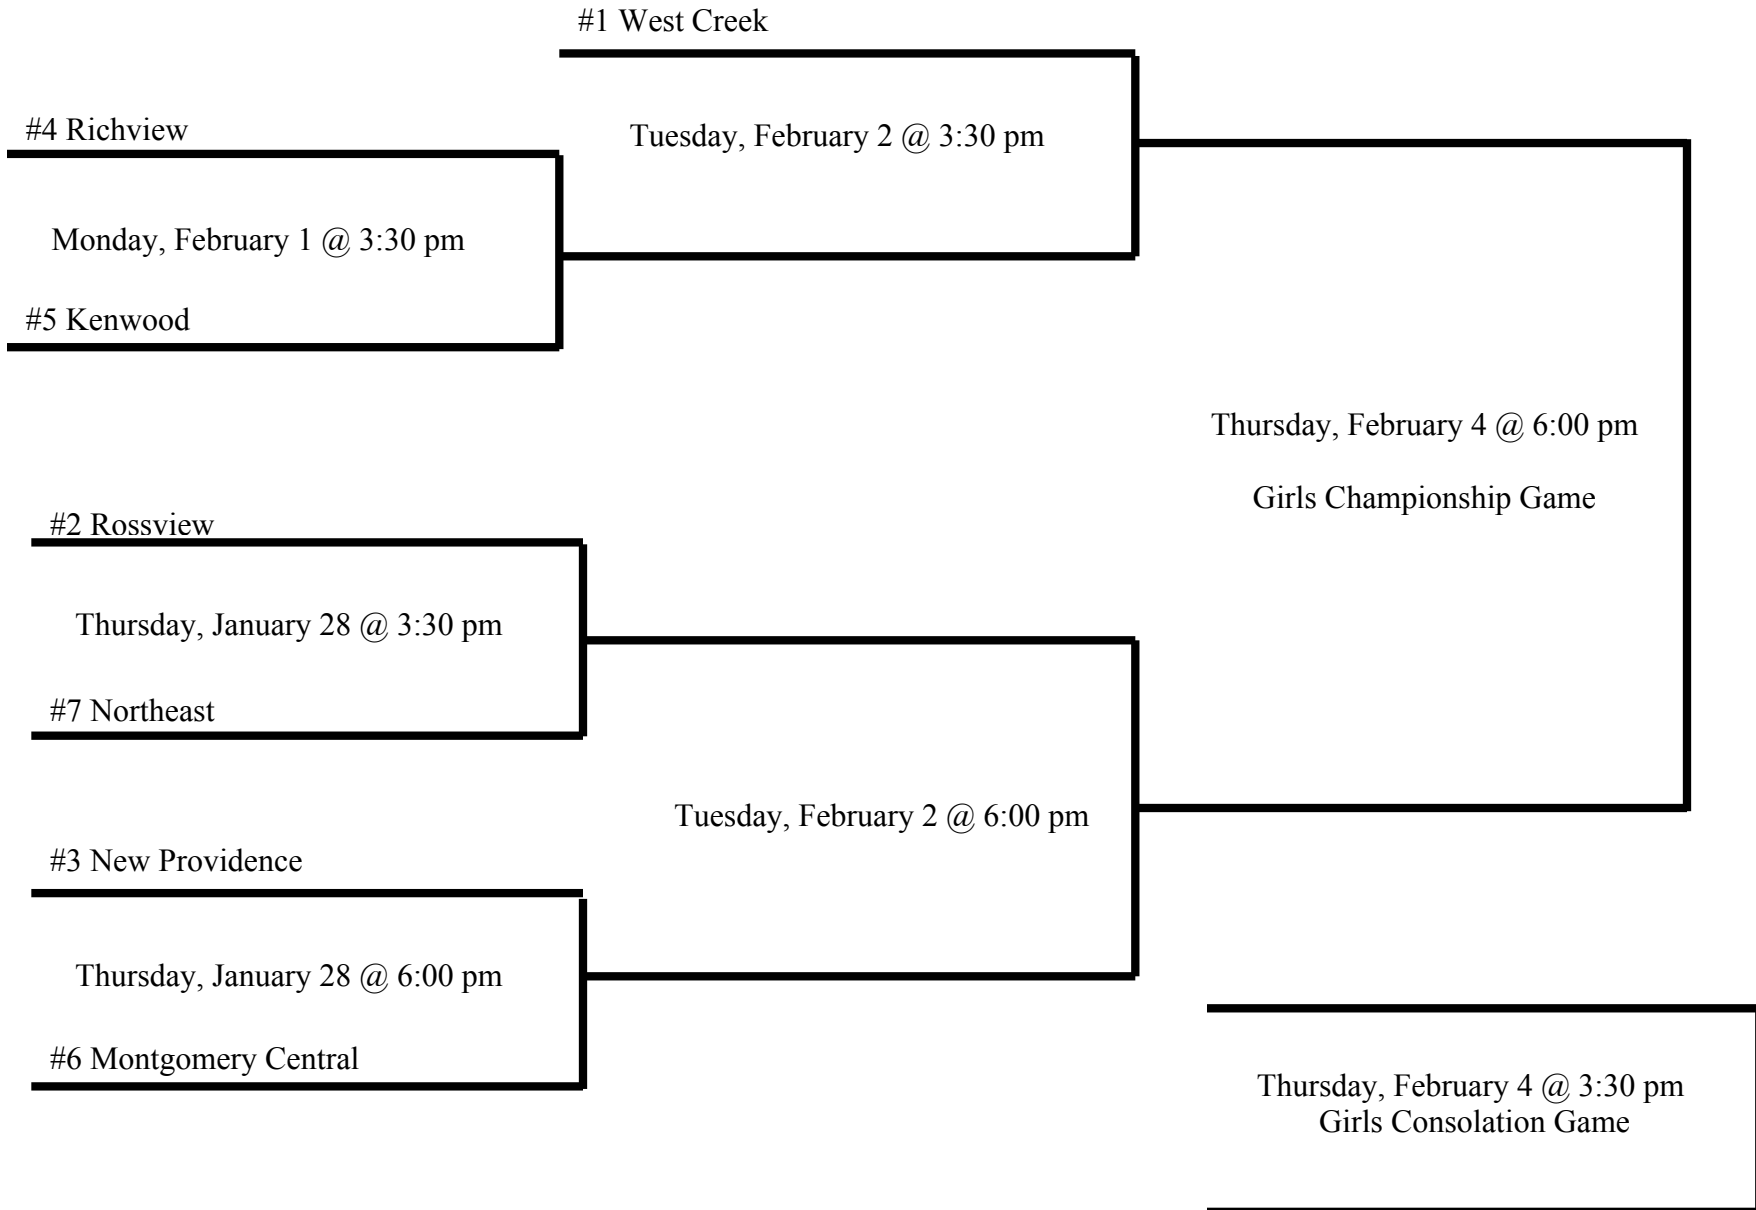 #1 West Creek
#4 Richview
Tuesday, February 2 @ 3:30 pm
Monday, February 1 @ 3:30 pm
#5 Kenwood
Thursday, February 4 @ 6:00 pm
Girls Championship Game
#2 Rossview
Thursday, January 28 @ 3:30 pm
#7 Northeast
Tuesday, February 2 @ 6:00 pm
#3 New Providence
Thursday, January 28 @ 6:00 pm
#6 Montgomery Central
Thursday, February 4 @ 3:30 pm
Girls Consolation Game